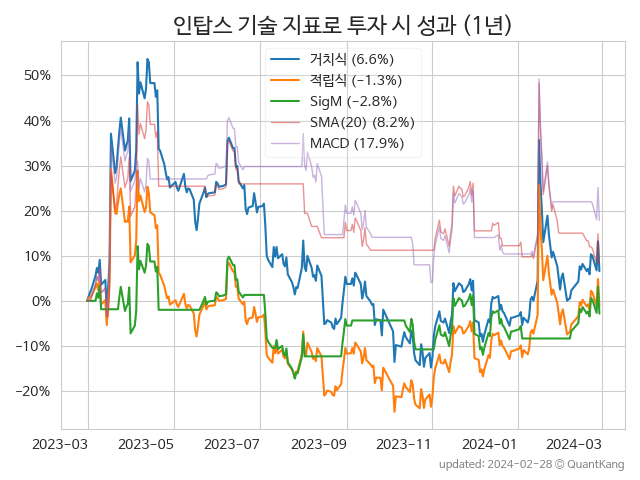 인탑스 기술 지표로 투자 시 성과 (1년)
거치식 (6.6%)
적립식 (−1.3%)
SigM (−2.8%)
SMA(20) (8.2%)
MACD (17.9%)
50%
40%
30%
20%
10%
0%
−10%
−20%
2023−03 2023−05 2023−07 2023−09 2023−11 2024−01 2024−03
updated: 2024-02-28 © QuantKang